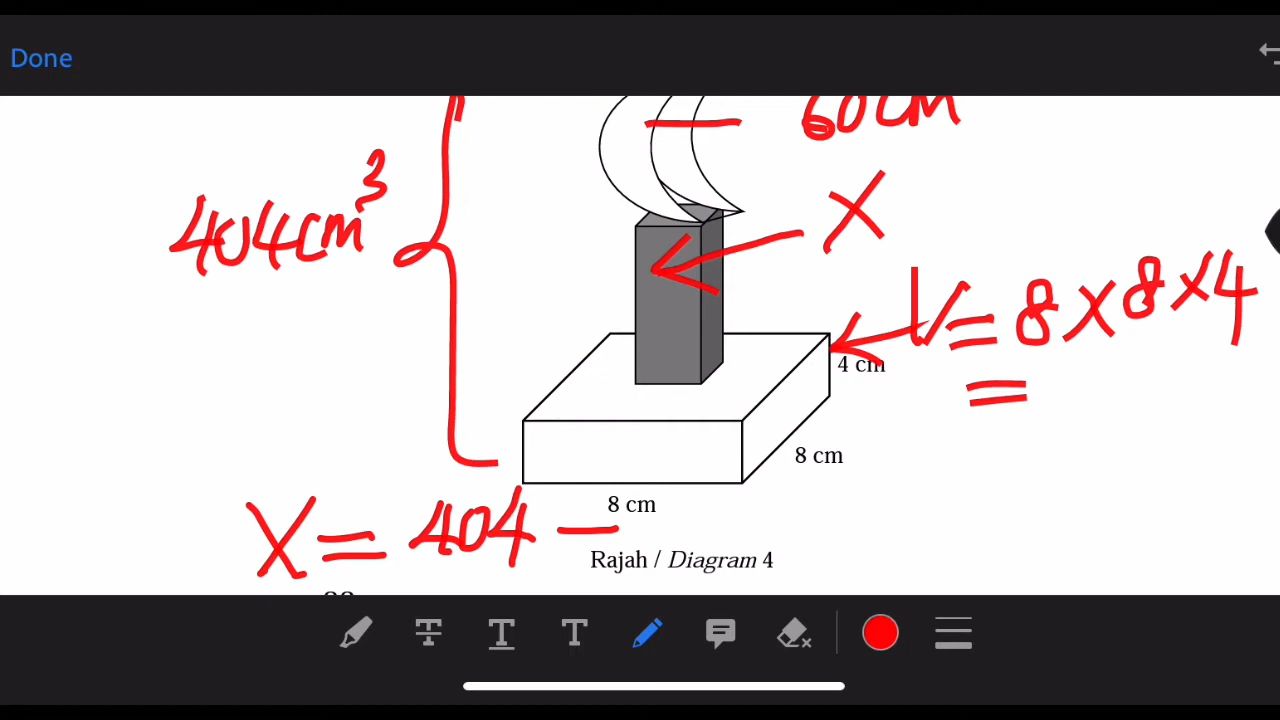 Done
60cm
404cm³
X
V = 8 x 8 x 4
=
4 cm
8 cm
8 cm
X = 404 -
Rajah / Diagram 4
T T T